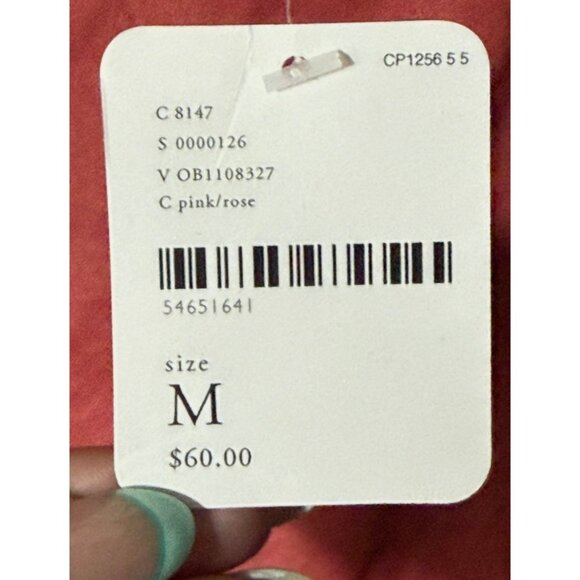 CP1256 5 5
C 8147
S 0000126
V OB1108327
C pink/rose
54651641
size
M
$60.00